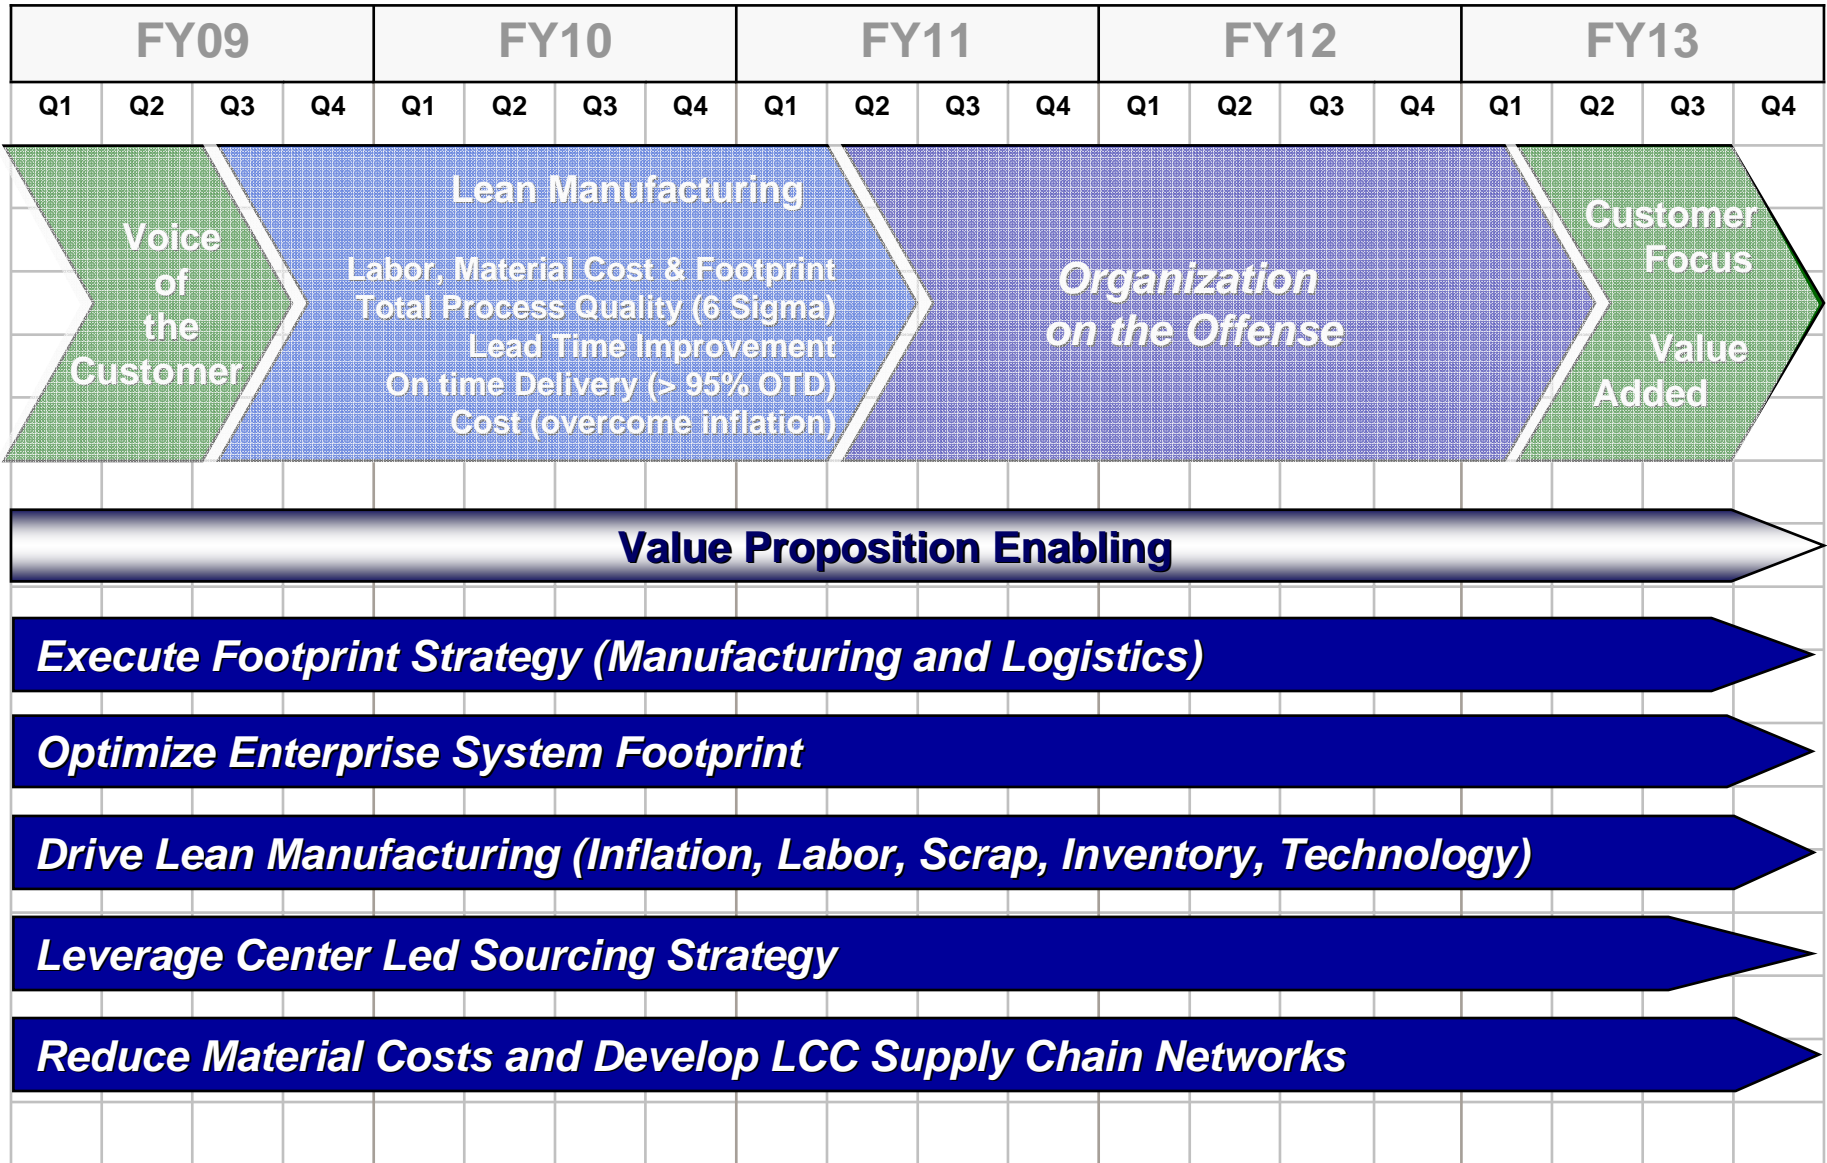 FY09 FY10 FY11 FY12 FY13
Q1 Q2 Q3 Q4 Q1 Q2 Q3 Q4 Q1 Q2 Q3 Q4 Q1 Q2 Q3 Q4 Q1 Q2 Q3 Q4
Voice
of
the
Customer
Lean Manufacturing
Labor, Material Cost & Footprint
Total Process Quality (6 Sigma)
Lead Time Improvement
On time Delivery (> 95% OTD)
Cost (overcome inflation)
Organization
on the Offense
Customer
Focus
Value
Added
Value Proposition Enabling
Execute Footprint Strategy (Manufacturing and Logistics)
Optimize Enterprise System Footprint
Drive Lean Manufacturing (Inflation, Labor, Scrap, Inventory, Technology)
Leverage Center Led Sourcing Strategy
Reduce Material Costs and Develop LCC Supply Chain Networks